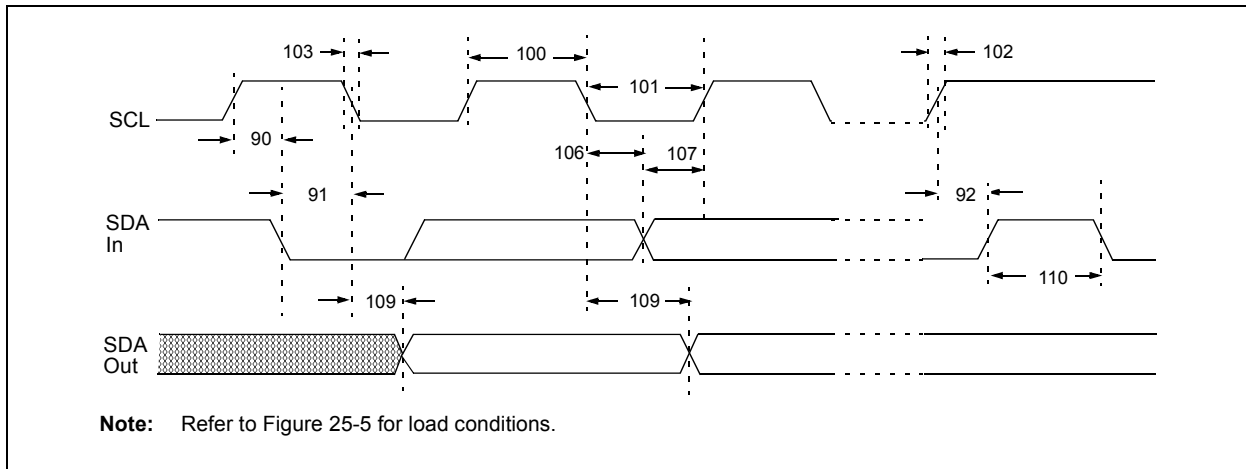 103
100
102
101
SCL
90
106
107
91
92
SDA
In
110
109
109
SDA
Out
Note: Refer to Figure 25-5 for load conditions.